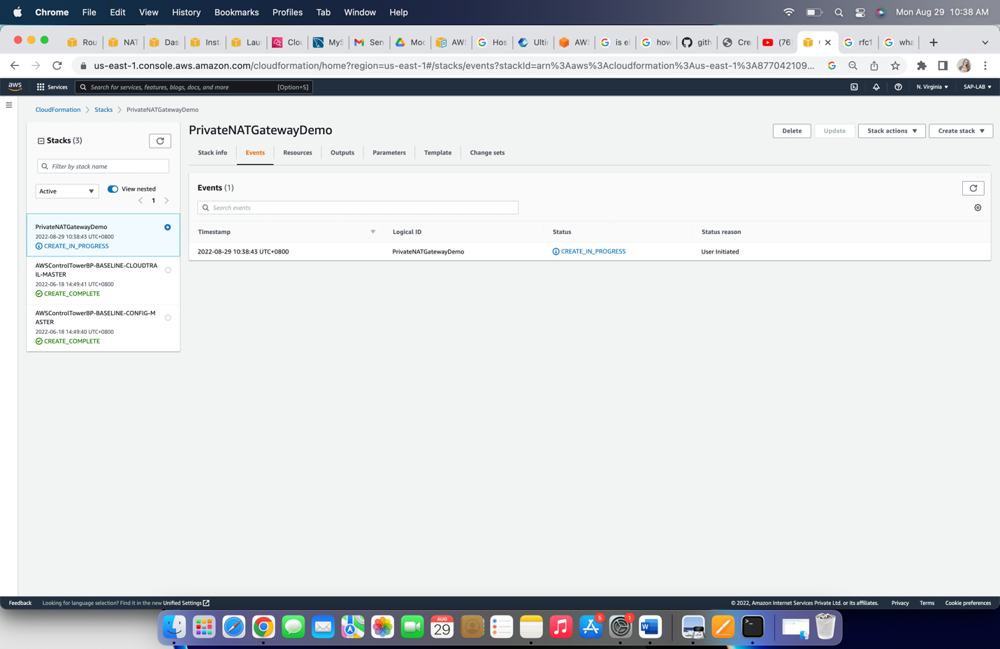 Chrome File Edit View History Bookmarks Profiles Tab Window Help Mon Aug 29 10:38 AM
Rou NAT Das Inst Lau Clou MyS Sen Moc AWS Hos Ultir AWS is el how gith Cre (76) rfc1 wha
us-east-1.console.aws.amazon.com/cloudformation/home?region=us-east-1#/stacks/events?stackId=arn%3Aaws%3Acloudformation%3Aus-east-1%3A877042109...
aws Services Search for services, features, blogs, docs, and more [Option+S] N. Virginia SAP-LAB
CloudFormation Stacks PrivateNATGatewayDemo
Stacks (3)
Filter by stack name
Active View nested
1
PrivateNATGatewayDemo
2022-08-29 10:38:43 UTC+0800
CREATE_IN_PROGRESS
AWSControlTowerBP-BASELINE-CLOUDTRA
IL-MASTER
2022-06-18 14:49:41 UTC+0800
CREATE_COMPLETE
AWSControlTowerBP-BASELINE-CONFIG-M
ASTER
2022-06-18 14:49:40 UTC+0800
CREATE_COMPLETE
PrivateNATGatewayDemo
Delete Update Stack actions Create stack
Stack info Events Resources Outputs Parameters Template Change sets
Events (1)
Search events
Timestamp Logical ID Status Status reason
2022-08-29 10:38:43 UTC+0800 PrivateNATGatewayDemo CREATE_IN_PROGRESS User Initiated
Feedback Looking for language selection? Find it in the new Unified Settings © 2022, Amazon Internet Services Private Ltd. or its affiliates. Privacy Terms Cookie preferences
AUG
29
5
1